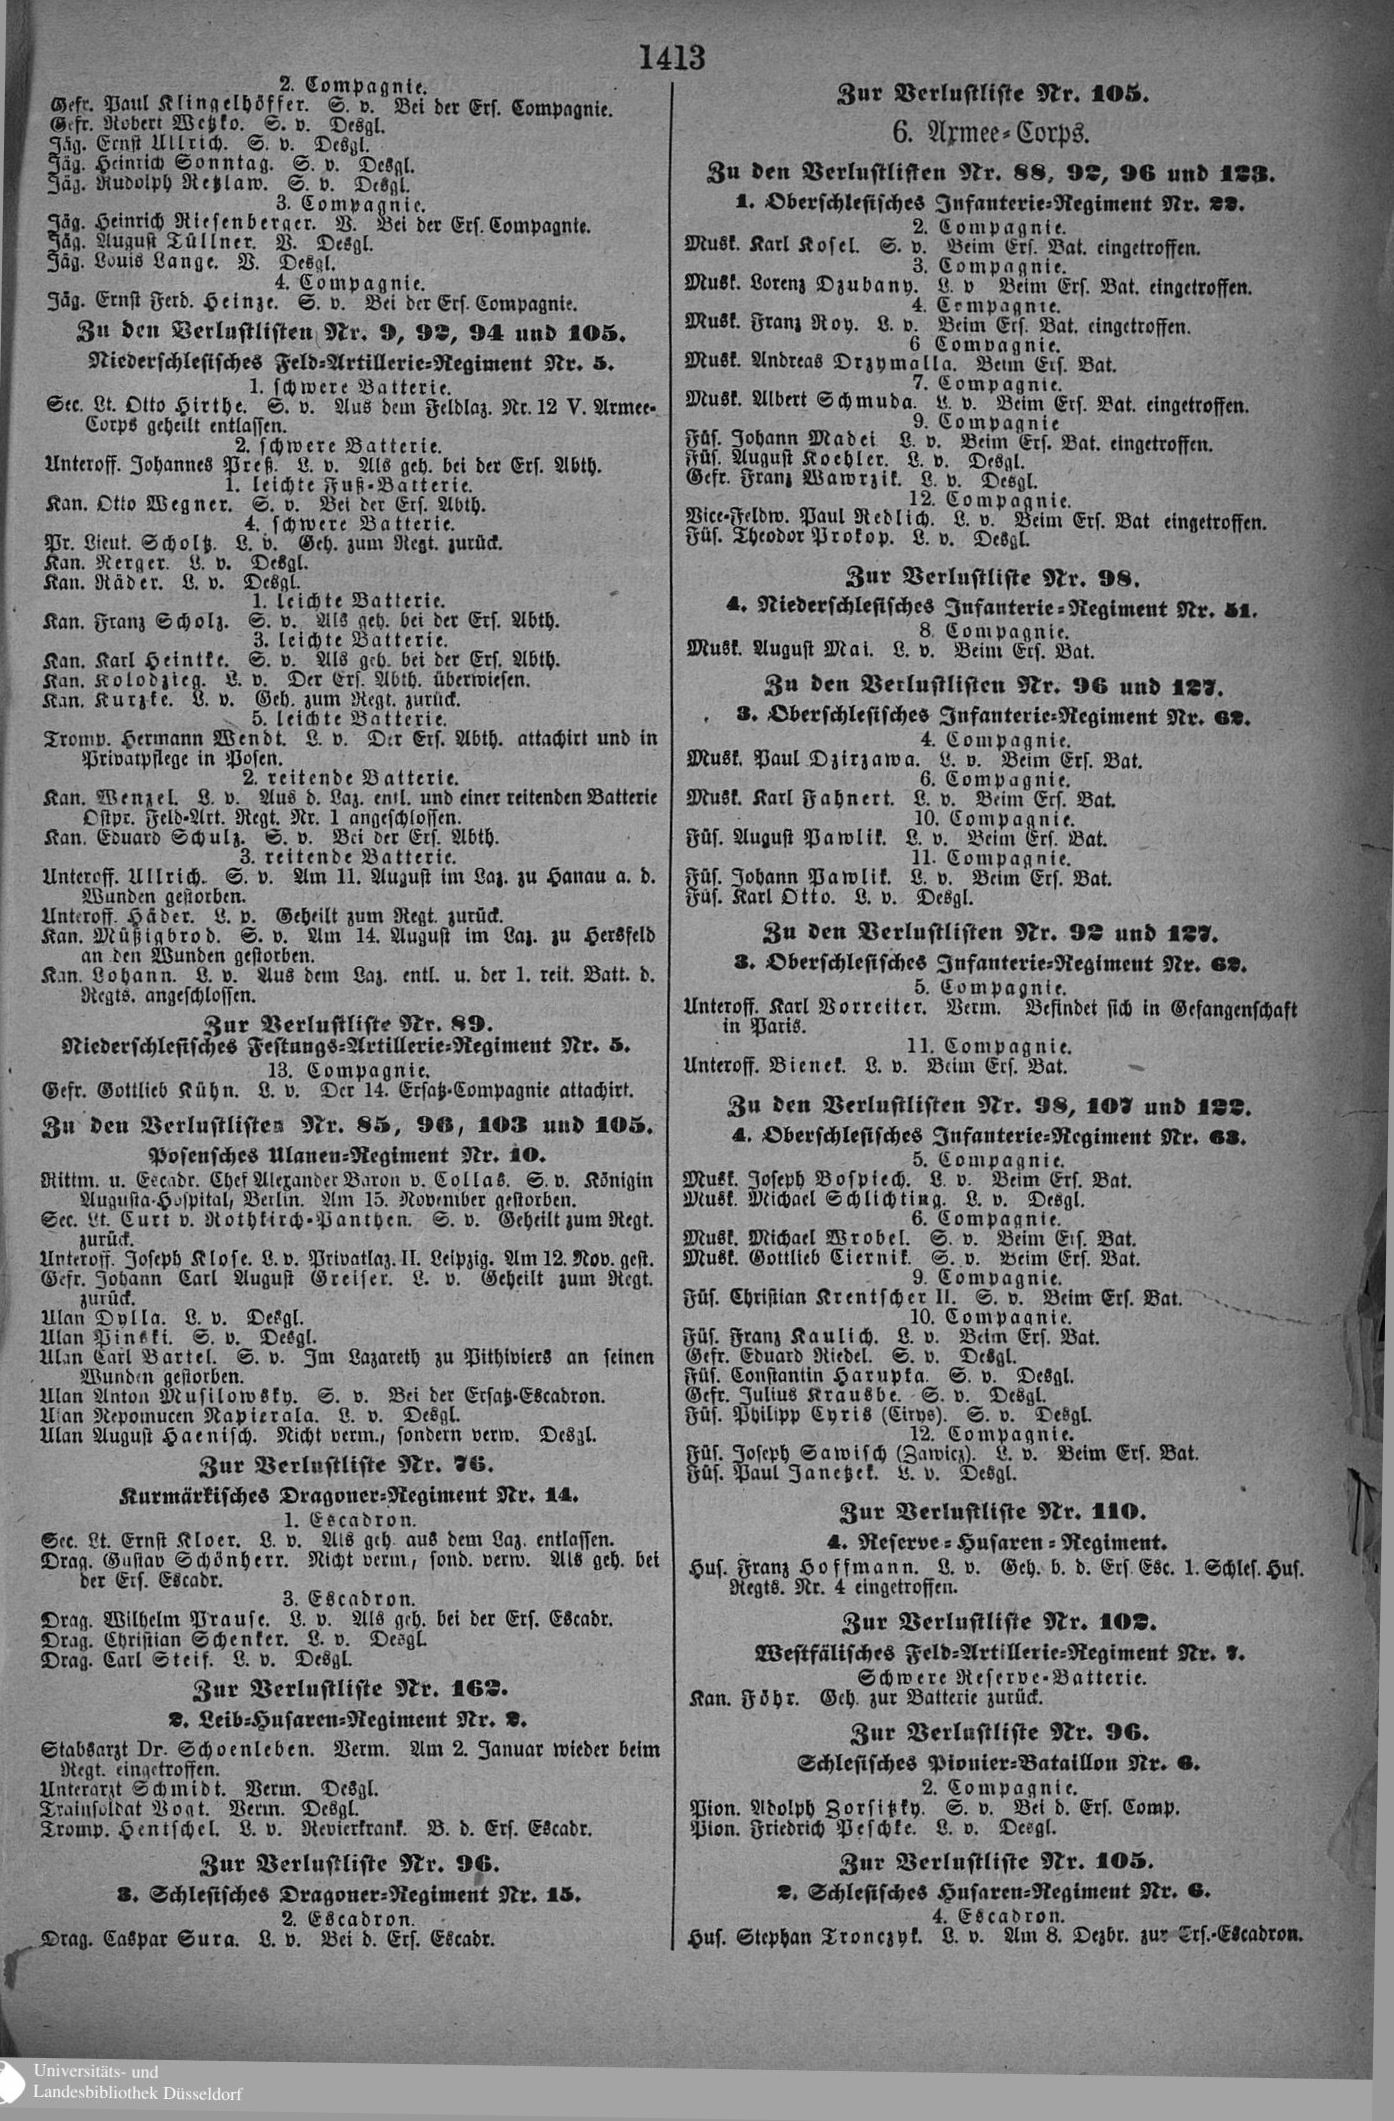 1413
2. Compagnie.
Gefr. Paul Klingelhöffer. S. v. Bei der Ers. Compagnie.
Gefr. Robert Wetzko. S. v. Desgl.
Jäg. Ernst Ullrich. S. v. Desgl.
Jäg. Heinrich Sonntag. S. v. Desgl.
Jäg. Rudolph Retzlaw. S. v. Desgl.
3. Compagnie.
Jäg. Heinrich Riesenberger. V. Bei der Ers. Compagnie.
Jäg. August Tüllner. V. Desgl.
Jäg. Louis Lange. V. Desgl.
4. Compagnie.
Jäg. Ernst Ferd. Heinze. S. v. Bei der Ers. Compagnie.
Zu den Verlustlisten Nr. 9, 92, 94 und 105.
Niederschlesisches Feld-Artillerie-Regiment Nr. 5.
1. schwere Batterie.
Sec. Lt. Otto Hirthe. S. v. Aus dem Feldlaz. Nr. 12 V. Armee-
Corps geheilt entlassen.
2. schwere Batterie.
Unteroff. Johannes Preß. L. v. Als geh. bei der Ers. Abth.
1. leichte Fuß-Batterie.
Kan. Otto Wegner. S. v. Bei der Ers. Abth.
4. schwere Batterie.
Pr. Lieut. Scholtz. L. v. Geh. zum Regt. zurück.
Kan. Nerger. L. v. Desgl.
Kan. Räder. L. v. Desgl.
1. leichte Batterie.
Kan. Franz Scholz. S. v. Als geh. bei der Ers. Abth.
3. leichte Batterie.
Kan. Karl Heintke. S. v. Als geh. bei der Ers. Abth.
Kan. Kolodzieg. L. v. Der Ers. Abth. überwiesen.
Kan. Kurzke. L. v. Geh. zum Regt. zurück.
5. leichte Batterie.
Tromp. Hermann Wendt. L. v. Der Ers. Abth. attachirt und in
Privatpflege in Posen.
2. reitende Batterie.
Kan. Wenzel. L. v. Aus d. Laz. entl. und einer reitenden Batterie
Ostpr. Feld-Art. Regt. Nr. 1 angeschlossen.
Kan. Eduard Schulz. S. v. Bei der Ers. Abth.
3. reitende Batterie.
Unteroff. Ullrich. S. v. Am 11. August im Laz. zu Hanau a. d.
Wunden gestorben.
Unteroff. Häder. L. v. Geheilt zum Regt. zurück.
Kan. Müßigbrod. S. v. Am 14. August im Laz. zu Hersfeld
an den Wunden gestorben.
Kan. Lohann. L. v. Aus dem Laz. entl. u. der 1. reit. Batt. d.
Regts. angeschlossen.
Zur Verlustliste Nr. 89.
Niederschlesisches Festungs-Artillerie-Regiment Nr. 5.
13. Compagnie.
Gefr. Gottlieb Kühn. L. v. Der 14. Ersatz-Compagnie attachirt.
Zu den Verlustlisten Nr. 85, 96, 103 und 105.
Posensches Ulanen-Regiment Nr. 10.
Rittm. u. Escadr. Chef Alexander Baron v. Collas. S. v. Königin
Augusta-Hospital, Berlin. Am 15. November gestorben.
Sec. Lt. Curt v. Rothkirch-Panthen. S. v. Geheilt zum Regt.
zurück.
Unteroff. Joseph Klose. L. v. Privatlaz. II. Leipzig. Am 12. Nov. gest.
Gefr. Johann Carl August Greiser. L. v. Geheilt zum Regt.
zurück.
Ulan Dylla. L. v. Desgl.
Ulan Pinski. S. v. Desgl.
Ulan Carl Bartel. S. v. Im Lazareth zu Pithiviers an seinen
Wunden gestorben.
Ulan Anton Musilowsky. S. v. Bei der Ersatz-Escadron.
Ulan Nepomucen Napierala. L. v. Desgl.
Ulan August Haenisch. Nicht verm., sondern verw. Desgl.
Zur Verlustliste Nr. 76.
Kurmärkisches Dragoner-Regiment Nr. 14.
1. Escadron.
Sec. Lt. Ernst Kloer. L. v. Als geh. aus dem Laz. entlassen.
Drag. Gustav Schönherr. Nicht verm., sond. verw. Als geh. bei
der Ers. Escadr.
3. Escadron.
Drag. Wilhelm Prause. L. v. Als geh. bei der Ers. Escadr.
Drag. Christian Schenker. L. v. Desgl.
Drag. Carl Steif. L. v. Desgl.
Zur Verlustliste Nr. 162.
2. Leib-Husaren-Regiment Nr. 2.
Stabsarzt Dr. Schoenleben. Verm. Am 2. Januar wieder beim
Regt. eingetroffen.
Unterarzt Schmidt. Verm. Desgl.
Trainsoldat Vogt. Verm. Desgl.
Tromp. Hentschel. L. v. Revierkrank. B. d. Ers. Escadr.
Zur Verlustliste Nr. 96.
3. Schlesisches Dragoner-Regiment Nr. 15.
2. Escadron.
Drag. Caspar Sura. L. v. Bei d. Ers. Escadr.
Zur Verlustliste Nr. 105.
6. Armee-Corps.
Zu den Verlustlisten Nr. 88, 92, 96 und 123.
1. Oberschlesisches Infanterie-Regiment Nr. 22.
2. Compagnie.
Musk. Karl Kosel. S. v. Beim Ers. Bat. eingetroffen.
3. Compagnie.
Musk. Lorenz Dzubany. L. v Beim Ers. Bat. eingetroffen.
4. Compagnie.
Musk. Franz Roy. L. v. Beim Ers. Bat. eingetroffen.
6 Compagnie.
Musk. Andreas Drzymalla. Beim Ers. Bat.
7. Compagnie.
Musk. Albert Schmuda. L. v. Beim Ers. Bat. eingetroffen.
9. Compagnie
Füs. Johann Madei L. v. Beim Ers. Bat. eingetroffen.
Füs. August Koehler. L. v. Desgl.
Gefr. Franz Wawrzik. L. v. Desgl.
12. Compagnie.
Vice-Feldw. Paul Redlich. L. v. Beim Ers. Bat eingetroffen.
Füs. Theodor Prokop. L. v. Desgl.
Zur Verlustliste Nr. 98.
4. Niederschlesisches Infanterie-Regiment Nr. 51.
8. Compagnie.
Musk. August Mai. L. v. Beim Ers. Bat.
Zu den Verlustlisten Nr. 96 und 127.
3. Oberschlesisches Infanterie-Regiment Nr. 62.
4. Compagnie.
Musk. Paul Dzirzawa. L. v. Beim Ers. Bat.
6. Compagnie.
Musk. Karl Fahnert. L. v. Beim Ers. Bat.
10. Compagnie.
Füs. August Pawlik. L. v. Beim Ers. Bat.
11. Compagnie.
Füs. Johann Pawlik. L. v. Beim Ers. Bat.
Füs. Karl Otto. L. v. Desgl.
Zu den Verlustlisten Nr. 92 und 127.
3. Oberschlesisches Infanterie-Regiment Nr. 62.
5. Compagnie.
Unteroff. Karl Vorreiter. Verm. Befindet sich in Gefangenschaft
in Paris.
11. Compagnie.
Unteroff. Bienek. L. v. Beim Ers. Bat.
Zu den Verlustlisten Nr. 98, 107 und 122.
4. Oberschlesisches Infanterie-Regiment Nr. 63.
5. Compagnie.
Musk. Joseph Bospiech. L. v. Beim Ers. Bat.
Musk. Michael Schlichting. L. v. Desgl.
6. Compagnie.
Musk. Michael Wrobel. S. v. Beim Ers. Bat.
Musk. Gottlieb Ciernik. S. v. Beim Ers. Bat.
9. Compagnie.
Füs. Christian Krentscher II. S. v. Beim Ers. Bat.
10. Compagnie.
Füs. Franz Kaulich. L. v. Beim Ers. Bat.
Gefr. Eduard Riedel. S. v. Desgl.
Füs. Constantin Harupka. S. v. Desgl.
Gefr. Julius Krausbe. S. v. Desgl.
Füs. Philipp Cyris (Cirys). S. v. Desgl.
12. Compagnie.
Füs. Joseph Sawisch (Zawicz). L. v. Beim Ers. Bat.
Füs. Paul Janetzek. L. v. Desgl.
Zur Verlustliste Nr. 110.
4. Reserve-Husaren-Regiment.
Hus. Franz Hoffmann. L. v. Geh. b. d. Ers. Esc. 1. Schles. Hus.
Regts. Nr. 4 eingetroffen.
Zur Verlustliste Nr. 102.
Westfälisches Feld-Artillerie-Regiment Nr. 7.
Schwere Reserve-Batterie.
Kan. Föhr. Geh. zur Batterie zurück.
Zur Verlustliste Nr. 96.
Schlesisches Pionier-Bataillon Nr. 6.
2. Compagnie.
Pion. Adolph Zorsitzky. S. v. Bei d. Ers. Comp.
Pion. Friedrich Peschke. L. v. Desgl.
Zur Verlustliste Nr. 105.
2. Schlesisches Husaren-Regiment Nr. 6.
4. Escadron.
Hus. Stephan Tronczyk. L. v. Am 8. Dezbr. zur Ers.-Escadron.
Universitäts- und
Landesbibliothek Düsseldorf